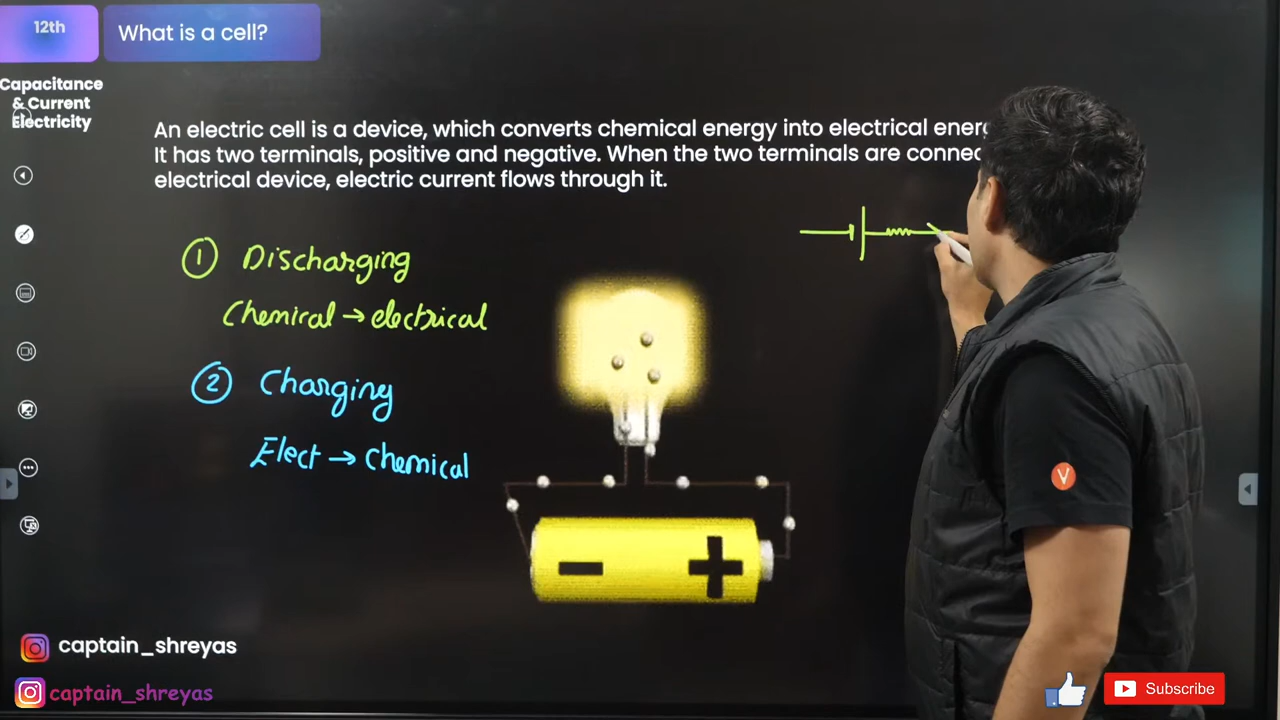 12th
What is a cell?
Capacitance
& Current
Electricity
An electric cell is a device, which converts chemical energy into electrical
It has two terminals, positive and negative. When the two terminals are
electrical device, electric current flows through it.
① Discharging
Chemical → electrical
② Charging
Elect → Chemical
− +
V
captain_shreyas
captain_shreyas
Subscribe